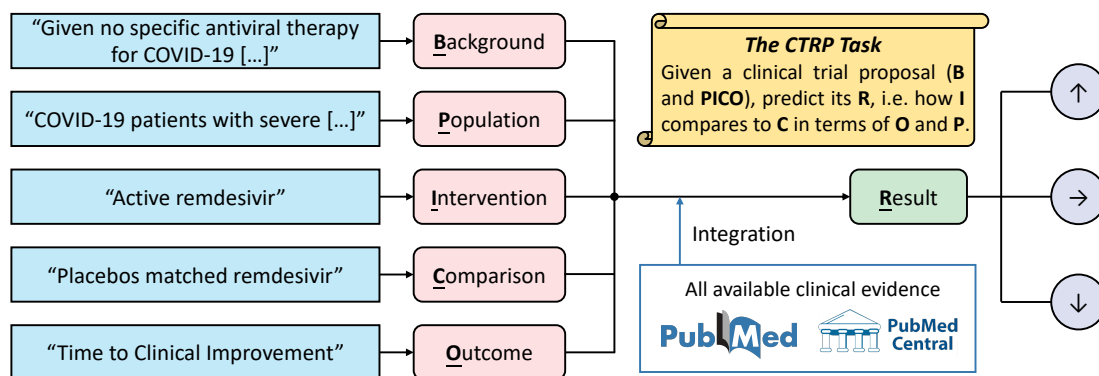 “Given no specific antiviral therapy
for COVID-19 […]”
Background
“COVID-19 patients with severe […]”
Population
“Active remdesivir”
Intervention
“Placebos matched remdesivir”
Comparison
“Time to Clinical Improvement”
Outcome
The CTRP Task
Given a clinical trial proposal (B
and PICO), predict its R, i.e. how I
compares to C in terms of O and P.
Integration
All available clinical evidence
PubMed
PubMed
Central
Result
↑
→
↓